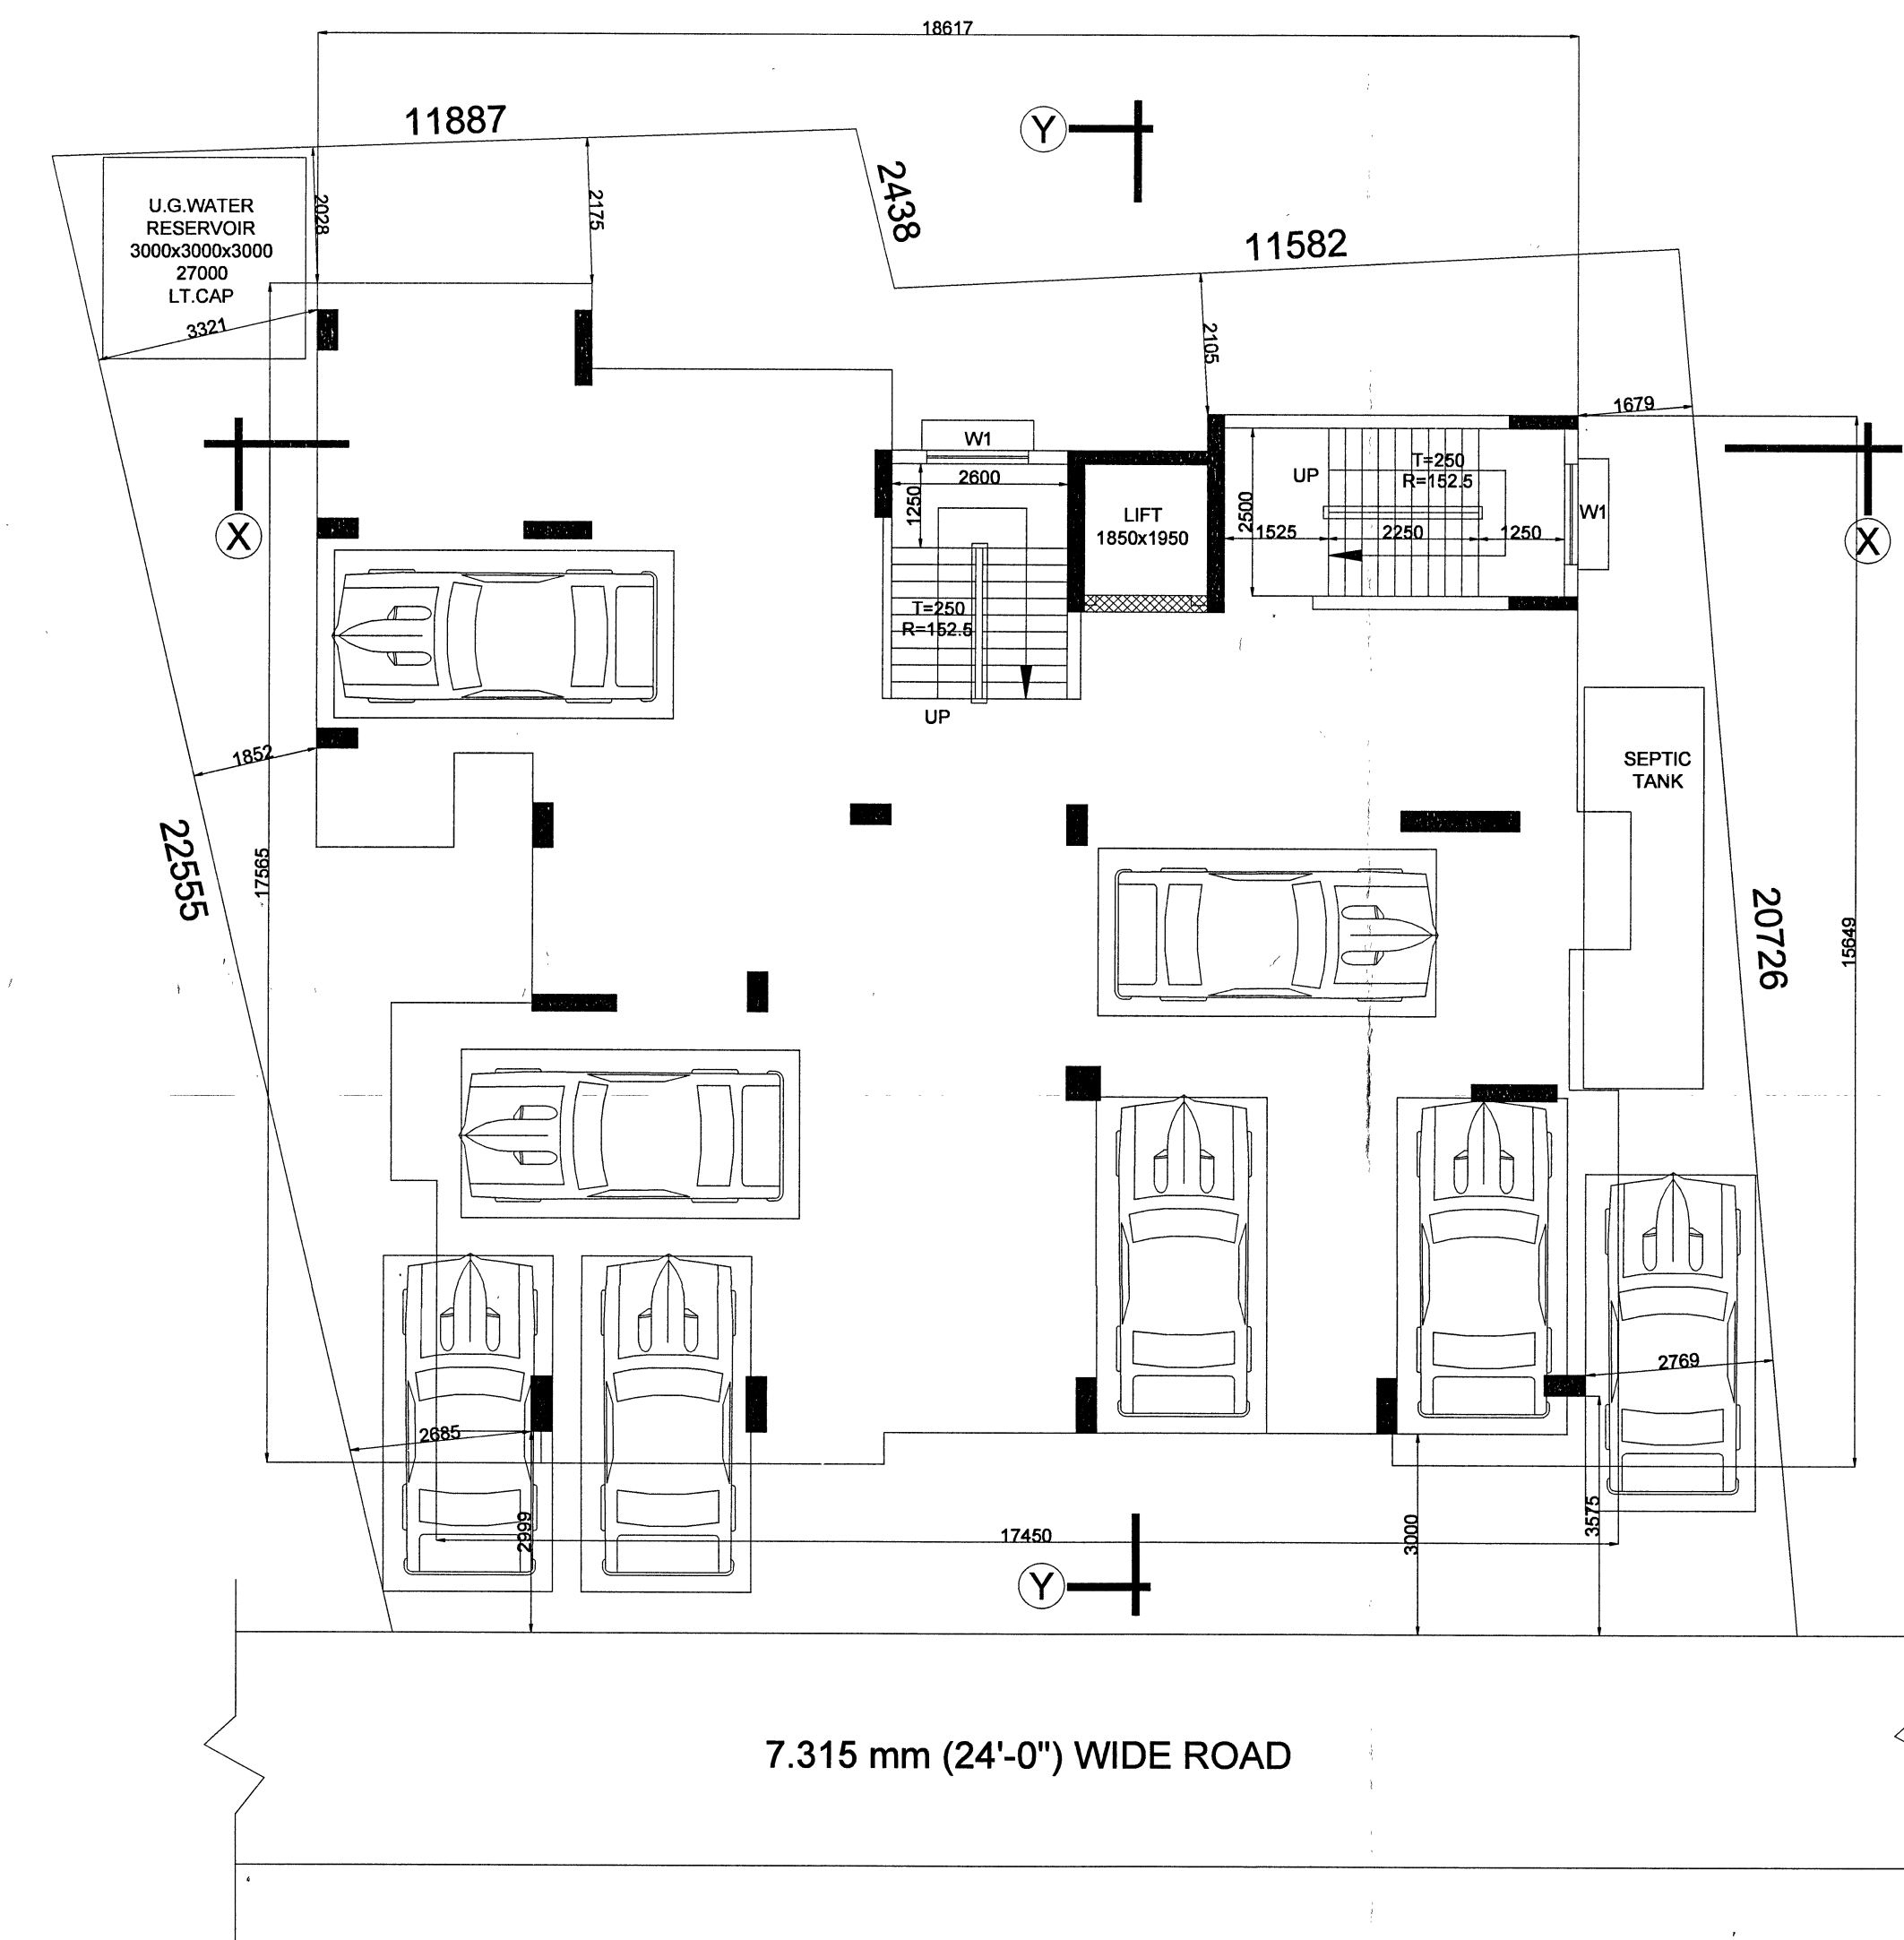 18617
11887
Y
2438
2028
2175
U.G.WATER
RESERVOIR
3000x3000x3000
27000
LT.CAP
3321
11582
2105
1679
X
W1
2600
1250
LIFT
1850x1950
T=250
R=152.5
UP
UP
T=250
R=152.5
2500
1525
2250
1250
W1
X
1852
22555
17565
SEPTIC
TANK
20726
15649
2769
2685
2999
17450
3000
3575
Y
7.315 mm (24'-0") WIDE ROAD